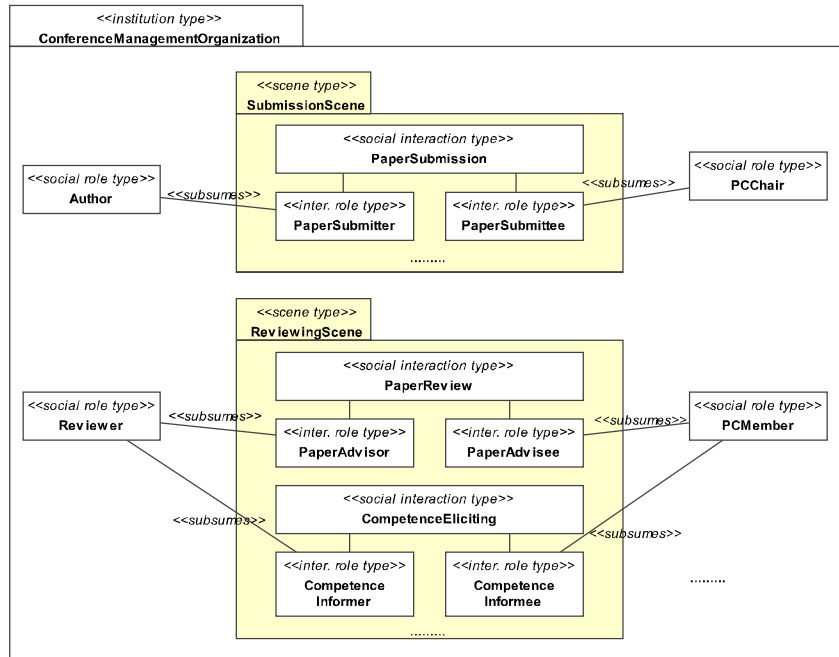 <<institution type>>
ConferenceManagementOrganization
<<scene type>>
SubmissionScene
<<social interaction type>>
PaperSubmission
<<social role type>>
Author
<<subsumes>>
<<inter. role type>>
PaperSubmitter
<<inter. role type>>
PaperSubmittee
<<subsumes>>
<<social role type>>
PCChair
.........
<<scene type>>
ReviewingScene
<<social interaction type>>
PaperReview
<<social role type>>
Reviewer
<<subsumes>>
<<inter. role type>>
PaperAdvisor
<<inter. role type>>
PaperAdvisee
<<subsumes>>
<<social role type>>
PCMember
<<social interaction type>>
CompetenceEliciting
<<subsumes>>
<<subsumes>>
<<inter. role type>>
Competence
Informer
<<inter. role type>>
Competence
Informee
.........
.........